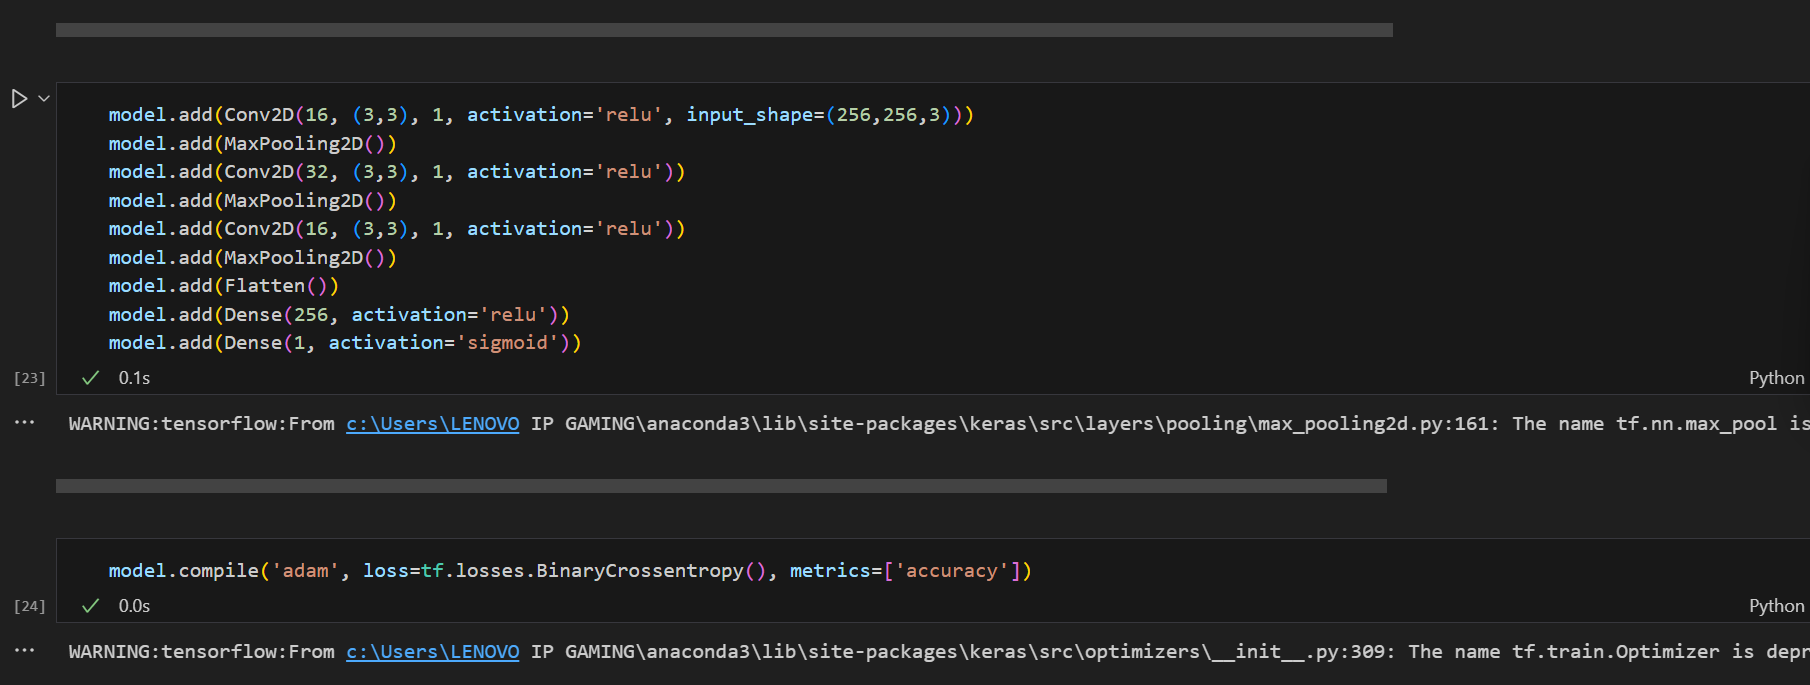 model.add(Conv2D(16, (3,3), 1, activation='relu', input_shape=(256,256,3)))
model.add(MaxPooling2D())
model.add(Conv2D(32, (3,3), 1, activation='relu'))
model.add(MaxPooling2D())
model.add(Conv2D(16, (3,3), 1, activation='relu'))
model.add(MaxPooling2D())
model.add(Flatten())
model.add(Dense(256, activation='relu'))
model.add(Dense(1, activation='sigmoid'))
[23] 0.1s Python
WARNING:tensorflow:From c:\Users\LENOVO IP GAMING\anaconda3\lib\site-packages\keras\src\layers\pooling\max_pooling2d.py:161: The name tf.nn.max_pool is
model.compile('adam', loss=tf.losses.BinaryCrossentropy(), metrics=['accuracy'])
[24] 0.0s Python
WARNING:tensorflow:From c:\Users\LENOVO IP GAMING\anaconda3\lib\site-packages\keras\src\optimizers\__init__.py:309: The name tf.train.Optimizer is depr